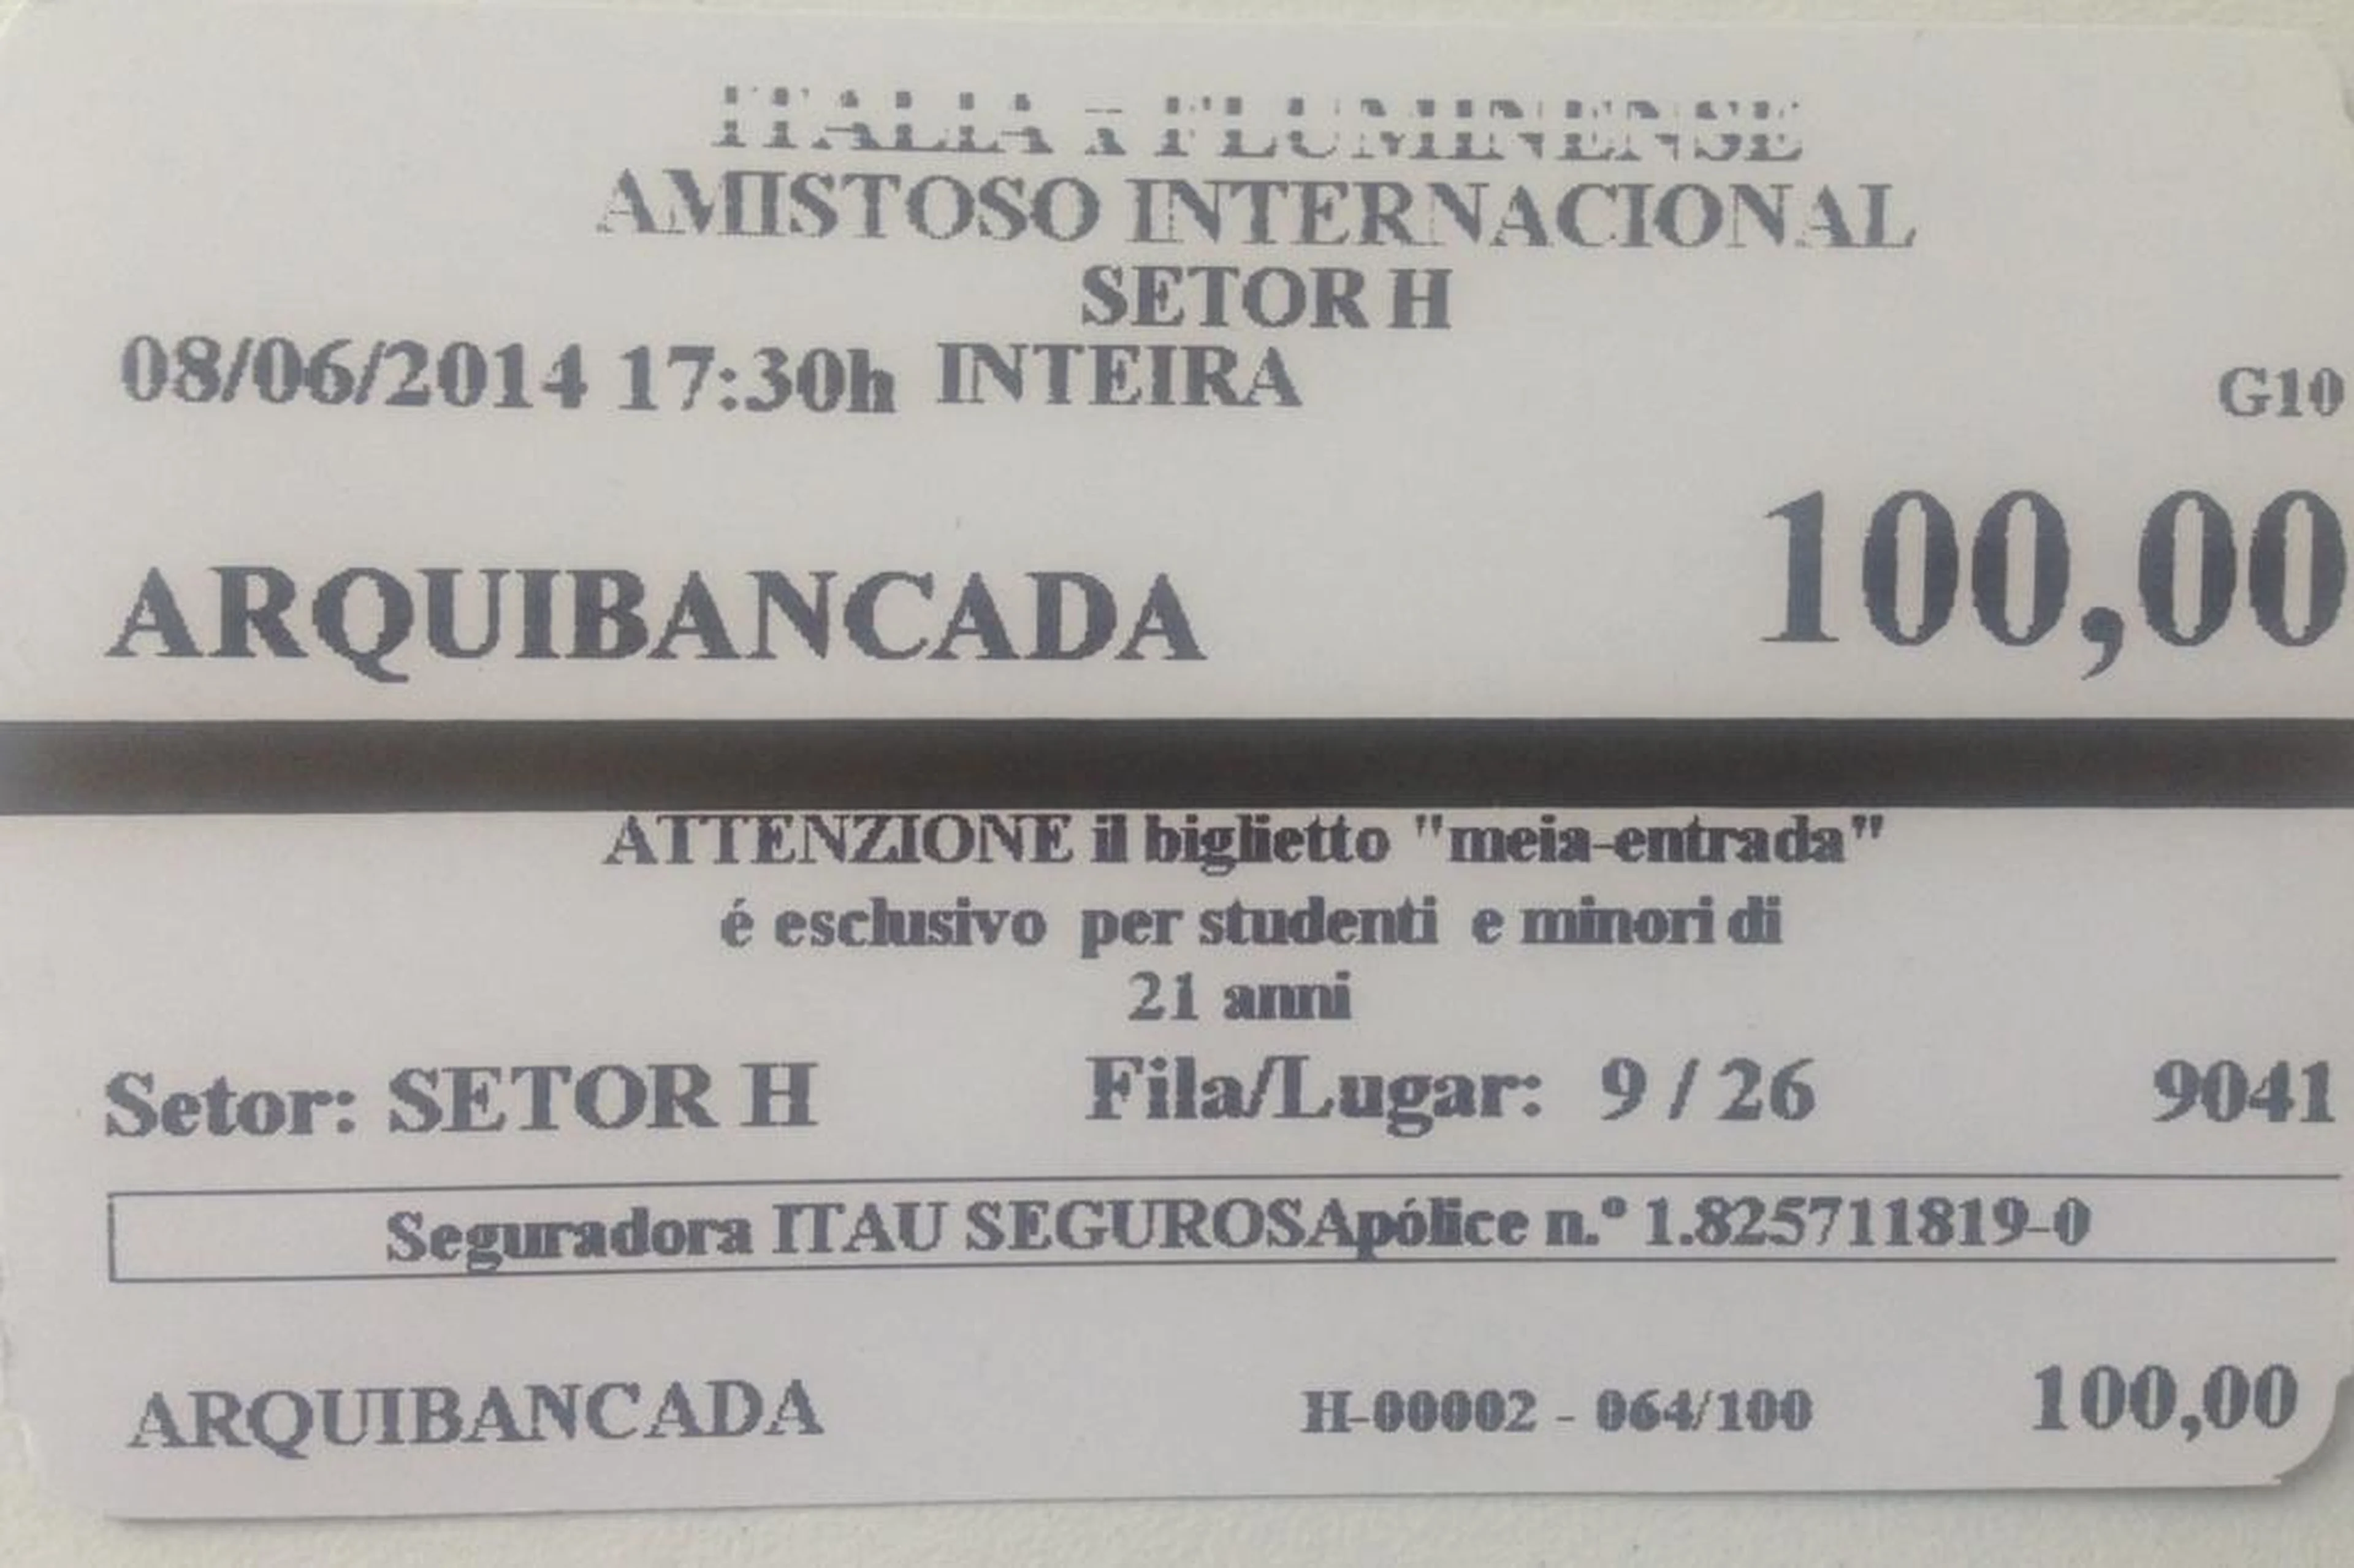 ITALIA x FLUMINENSE
AMISTOSO INTERNACIONAL
SETOR H
08/06/2014 17:30h INTEIRA G10
ARQUIBANCADA 100,00
ATTENZIONE il biglietto "meia-entrada"
é esclusivo per studenti e minori di
21 anni
Setor: SETOR H Fila/Lugar: 9 / 26 9041
Seguradora ITAU SEGUROSApólice n.º 1.825711819-0
ARQUIBANCADA H-00002 - 064/100 100,00